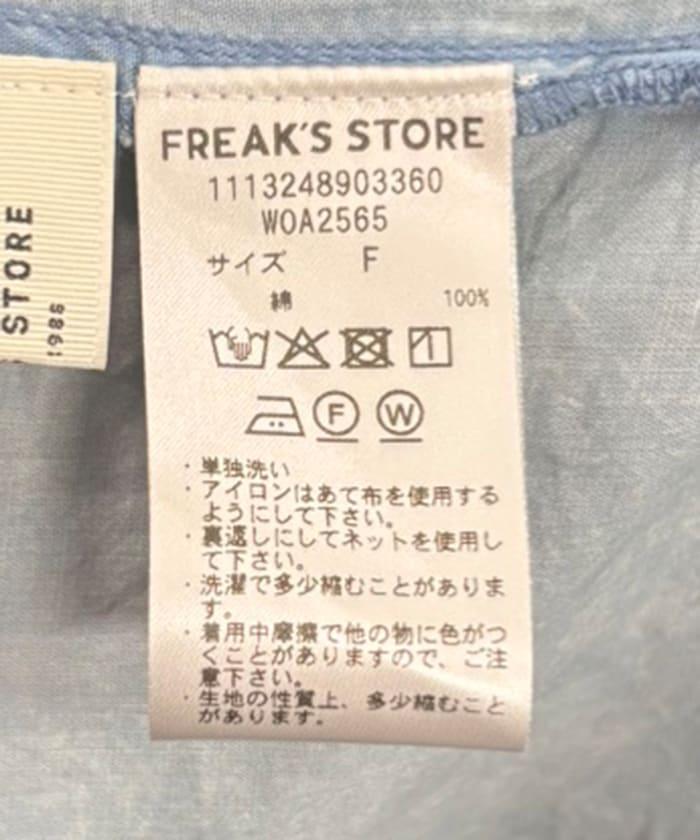 STORE
1986
FREAK'S STORE
1113248903360
WOA2565
サイズ F
綿 100%
F W
・単独洗い
・アイロンはあて布を使用する
ようにして下さい。
・裏返しにしてネットを使用し
て下さい。
・洗濯で多少縮むことがありま
す。
・着用中摩擦で他の物に色がつ
くことがありますので、ご注
意下さい。
・生地の性質上、多少縮むこと
があります。